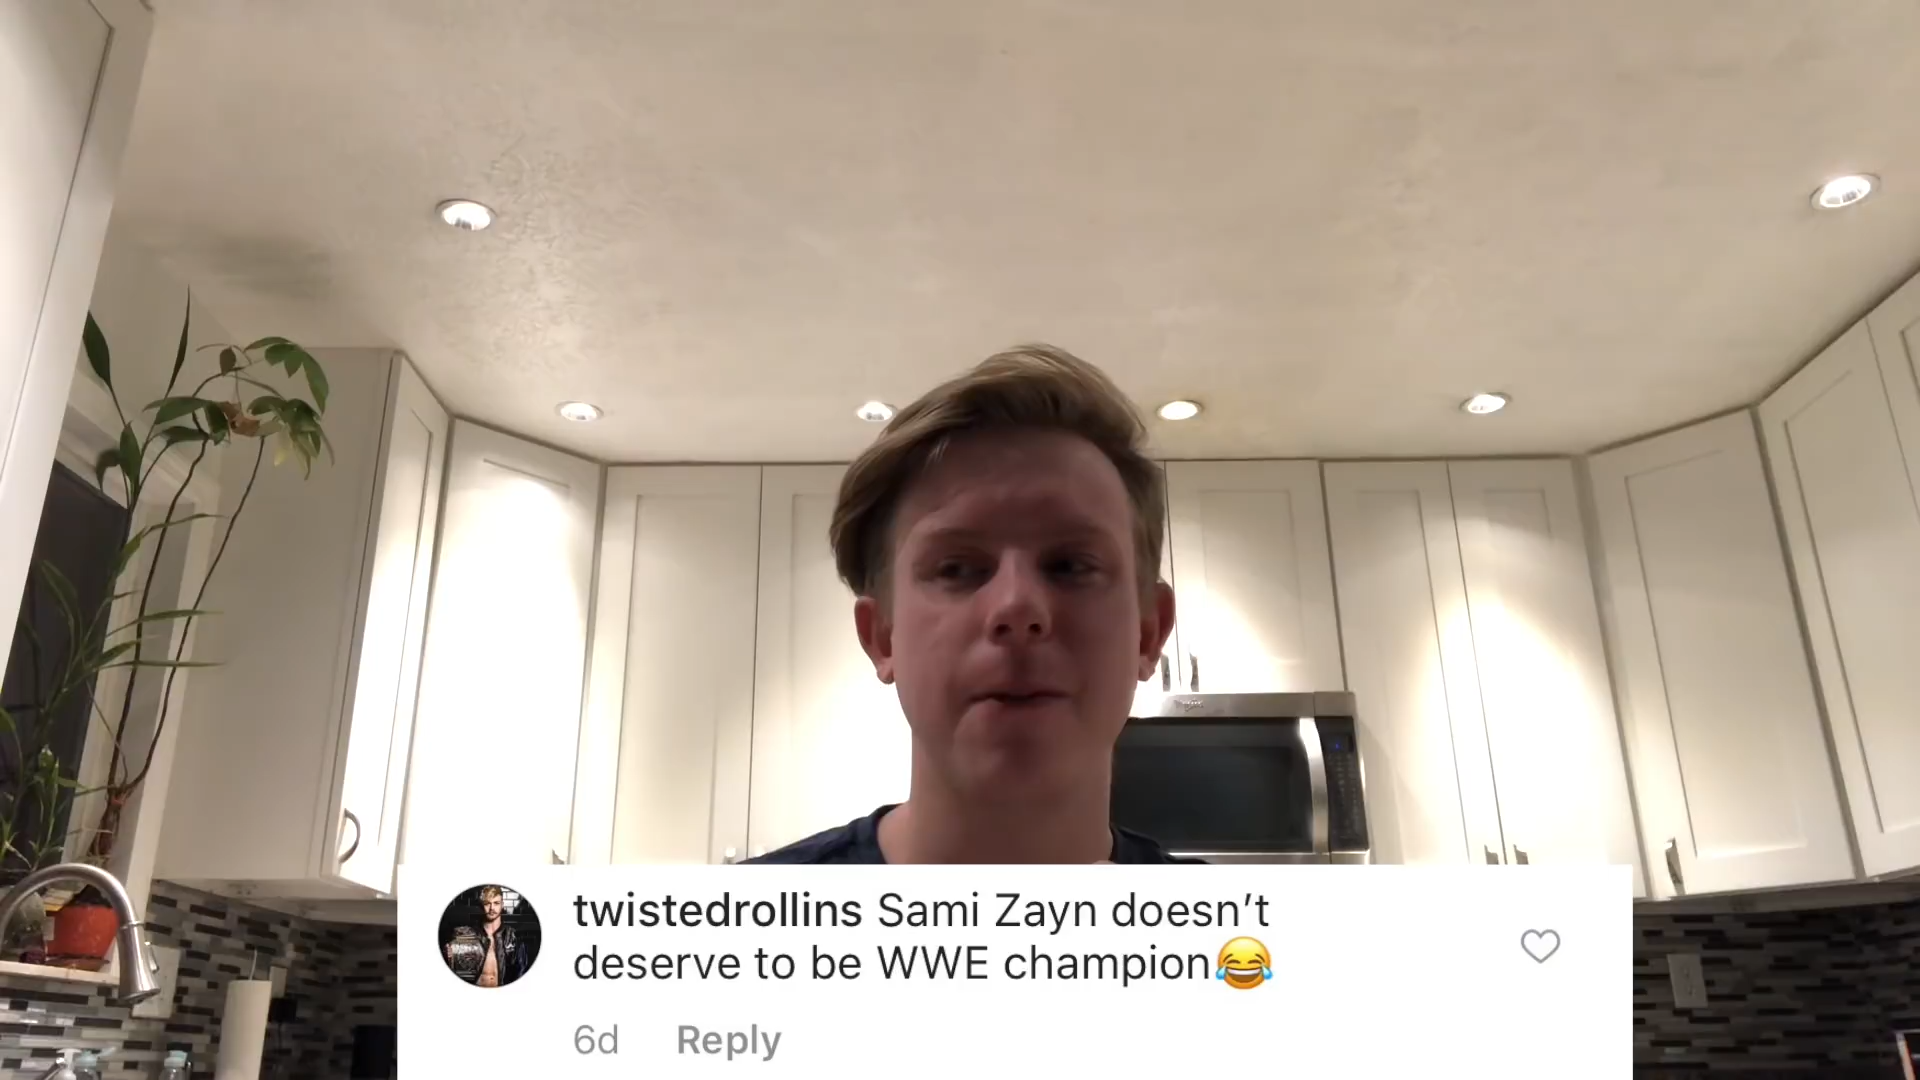 twistedrollins Sami Zayn doesn’t
deserve to be WWE champion😂
6d Reply